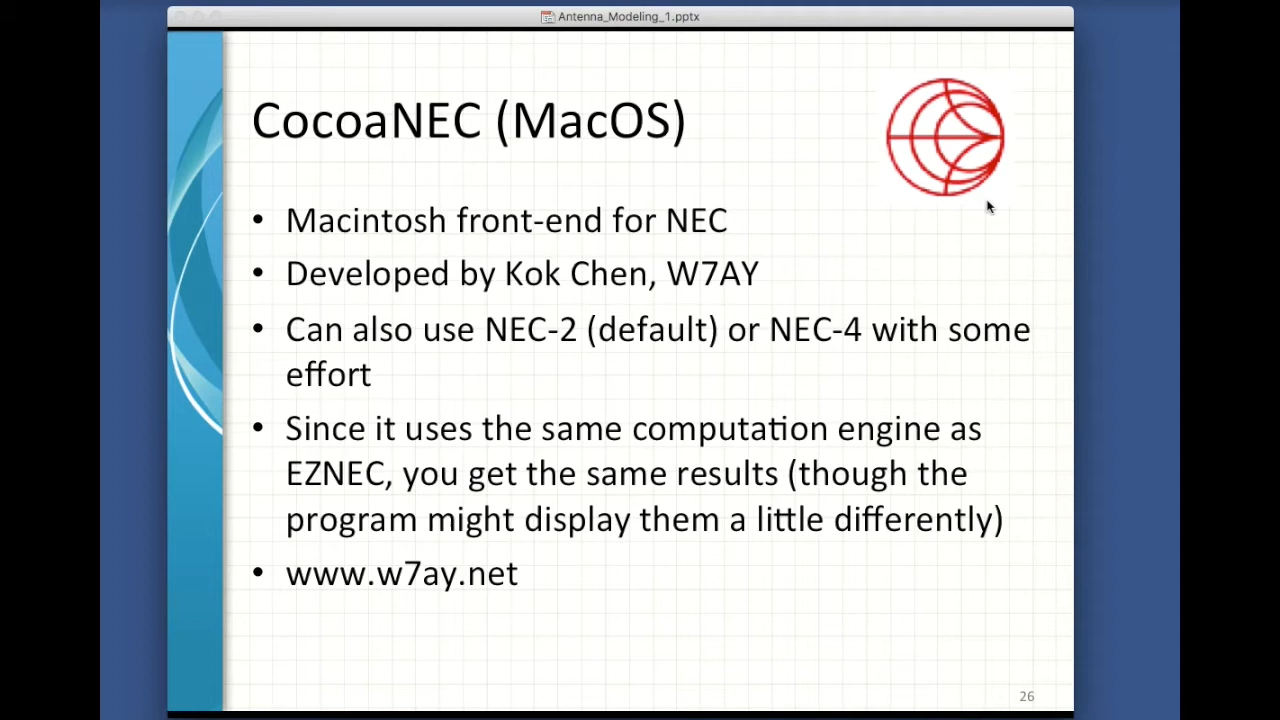 Antenna_Modeling_1.pptx
CocoaNEC (MacOS)
• Macintosh front-end for NEC
• Developed by Kok Chen, W7AY
• Can also use NEC-2 (default) or NEC-4 with some
effort
• Since it uses the same computation engine as
EZNEC, you get the same results (though the
program might display them a little differently)
• www.w7ay.net
26